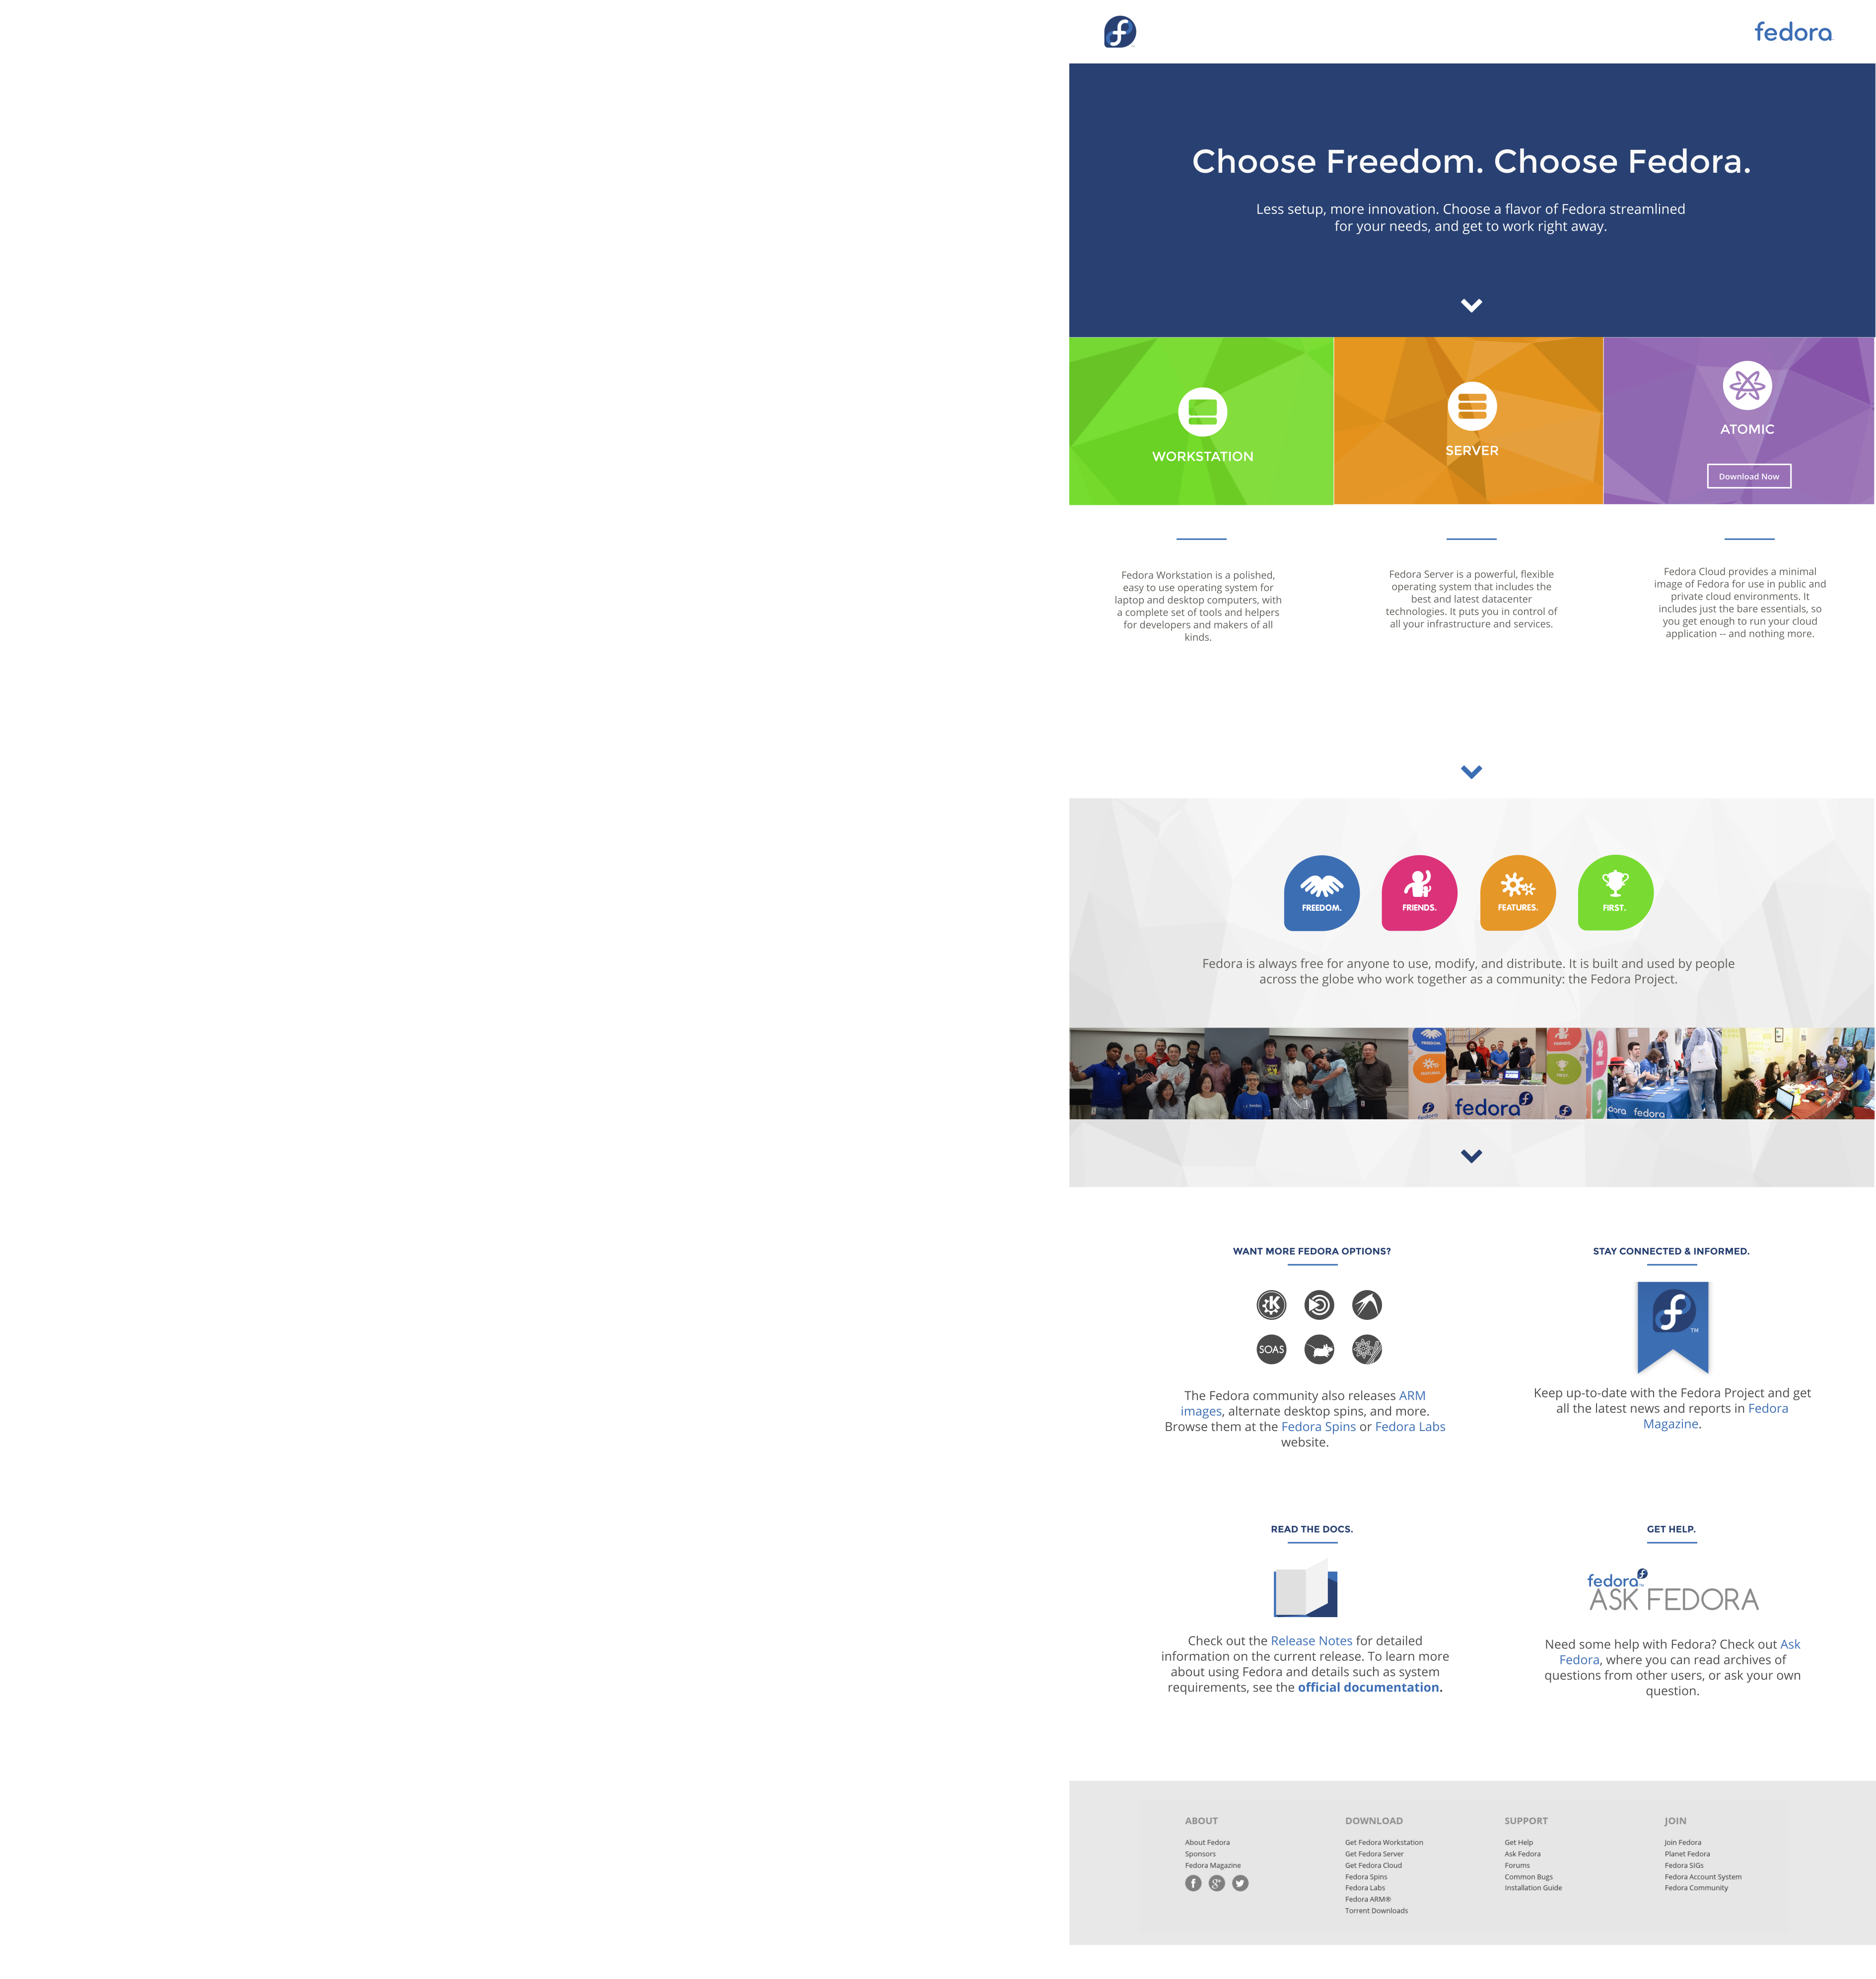 fedora
Choose Freedom. Choose Fedora.
Less setup, more innovation. Choose a flavor of Fedora streamlined
for your needs, and get to work right away.
WORKSTATION
SERVER
ATOMIC
Download Now
Fedora Workstation is a polished,
easy to use operating system for
laptop and desktop computers, with
a complete set of tools and helpers
for developers and makers of all
kinds.
Fedora Server is a powerful, flexible
operating system that includes the
best and latest datacenter
technologies. It puts you in control of
all your infrastructure and services.
Fedora Cloud provides a minimal
image of Fedora for use in public and
private cloud environments. It
includes just the bare essentials, so
you get enough to run your cloud
application -- and nothing more.
FREEDOM.
FRIENDS.
FEATURES.
FIRST.
Fedora is always free for anyone to use, modify, and distribute. It is built and used by people
across the globe who work together as a community: the Fedora Project.
FREEDOM.
FEATURES.
fedora
fedora
FRIENDS.
FIRST.
dora fedora
WANT MORE FEDORA OPTIONS?
SOAS
The Fedora community also releases ARM
images, alternate desktop spins, and more.
Browse them at the Fedora Spins or Fedora Labs
website.
STAY CONNECTED & INFORMED.
TM
Keep up-to-date with the Fedora Project and get
all the latest news and reports in Fedora
Magazine.
READ THE DOCS.
Check out the Release Notes for detailed
information on the current release. To learn more
about using Fedora and details such as system
requirements, see the official documentation.
GET HELP.
fedora
ASK FEDORA
Need some help with Fedora? Check out Ask
Fedora, where you can read archives of
questions from other users, or ask your own
question.
ABOUT
About Fedora
Sponsors
Fedora Magazine
DOWNLOAD
Get Fedora Workstation
Get Fedora Server
Get Fedora Cloud
Fedora Spins
Fedora Labs
Fedora ARM®
Torrent Downloads
SUPPORT
Get Help
Ask Fedora
Forums
Common Bugs
Installation Guide
JOIN
Join Fedora
Planet Fedora
Fedora SIGs
Fedora Account System
Fedora Community